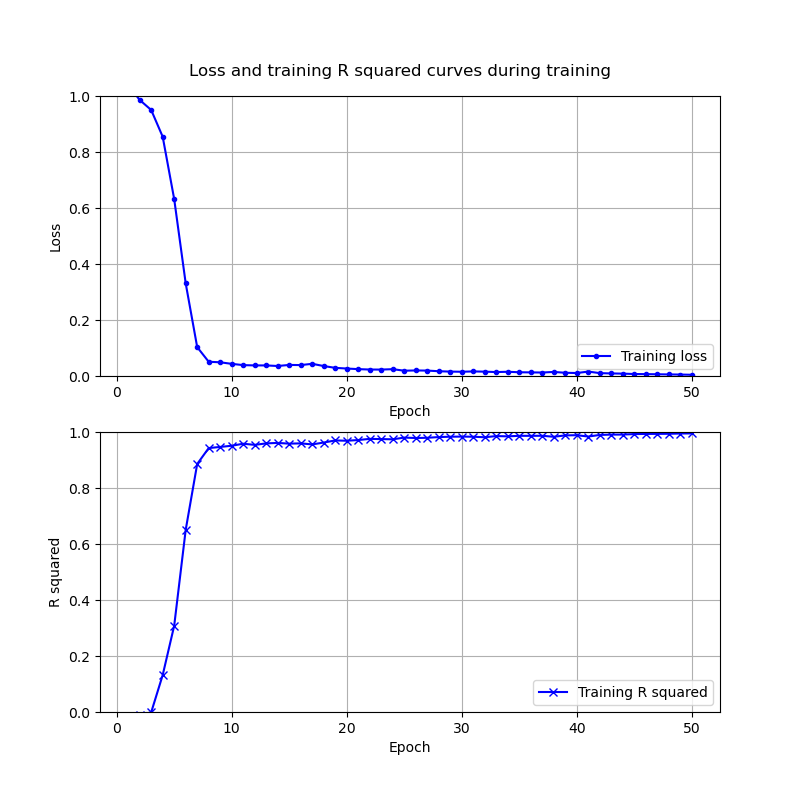 Loss and training R squared curves during training
1.0
0.8
0.6
0.4
0.2
0.0
Loss
Training loss
0 10 20 30 40 50
Epoch
1.0
0.8
0.6
0.4
0.2
0.0
R squared
Training R squared
0 10 20 30 40 50
Epoch